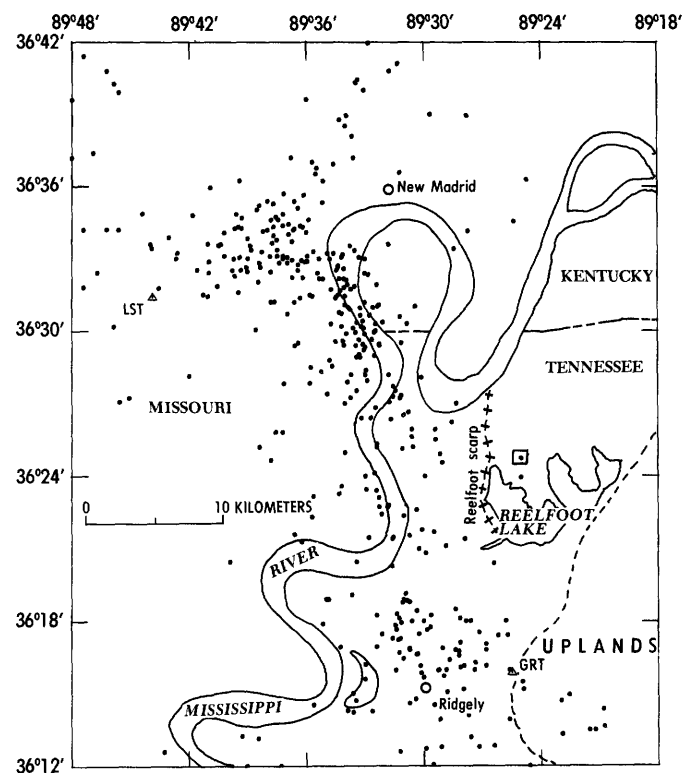 89°48' 89°42' 89°36' 89°30' 89°24' 89°18'
36°42'
36°36'
New Madrid
KENTUCKY
LST
36°30'
TENNESSEE
MISSOURI
Reelfoot scarp
36°24'
0 10 KILOMETERS
REELFOOT
LAKE
RIVER
36°18'
UPLANDS
GRT
Ridgely
MISSISSIPPI
36°12'